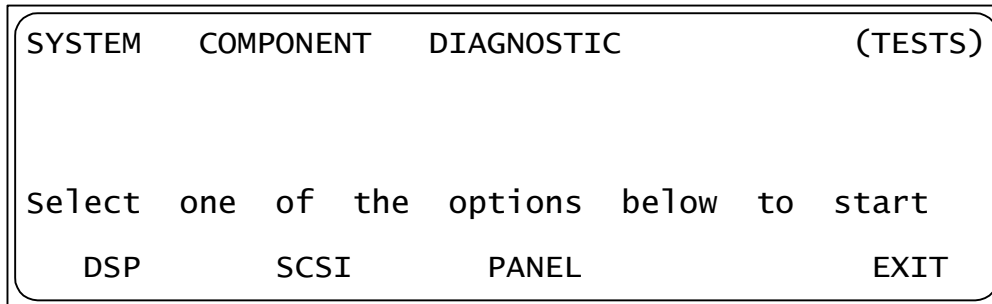 SYSTEM COMPONENT DIAGNOSTIC (TESTS)
Select one of the options below to start
DSP SCSI PANEL EXIT